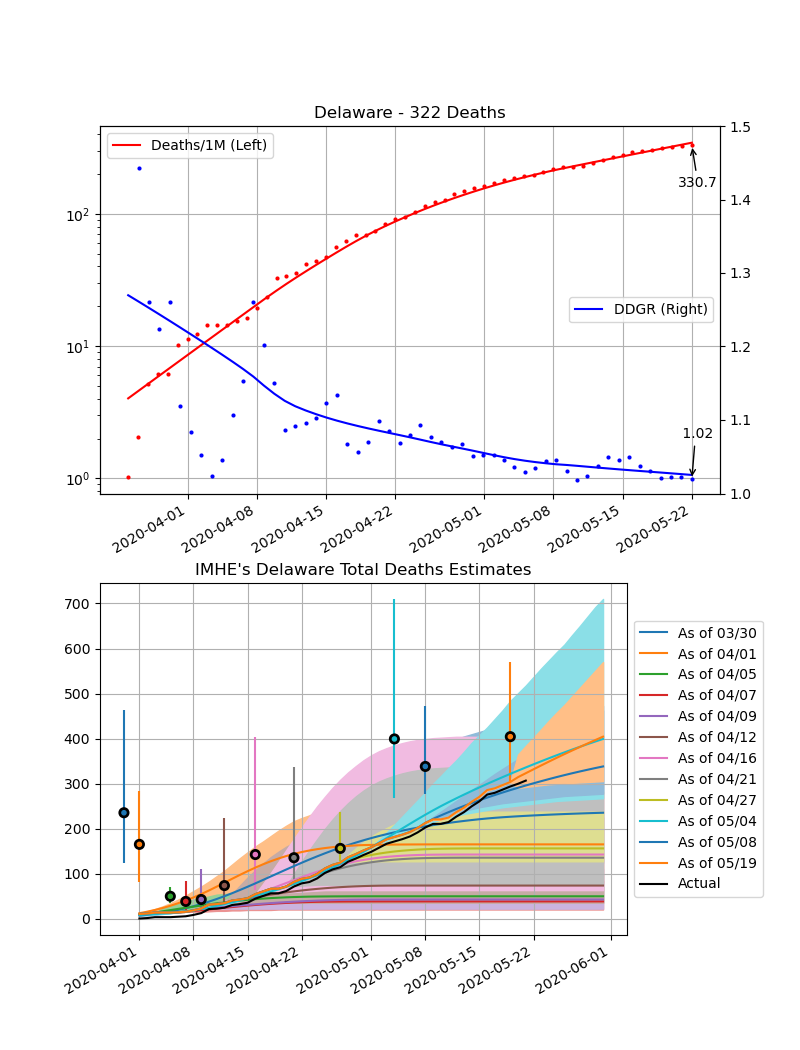 Delaware - 322 Deaths
Deaths/1M (Left)
DDGR (Right)
330.7
1.02
10²
10¹
10⁰
1.5
1.4
1.3
1.2
1.1
1.0
2020-04-01
2020-04-08
2020-04-15
2020-04-22
2020-05-01
2020-05-08
2020-05-15
2020-05-22
IMHE's Delaware Total Deaths Estimates
700
600
500
400
300
200
100
0
2020-04-01
2020-04-08
2020-04-15
2020-04-22
2020-05-01
2020-05-08
2020-05-15
2020-05-22
2020-06-01
As of 03/30
As of 04/01
As of 04/05
As of 04/07
As of 04/09
As of 04/12
As of 04/16
As of 04/21
As of 04/27
As of 05/04
As of 05/08
As of 05/19
Actual